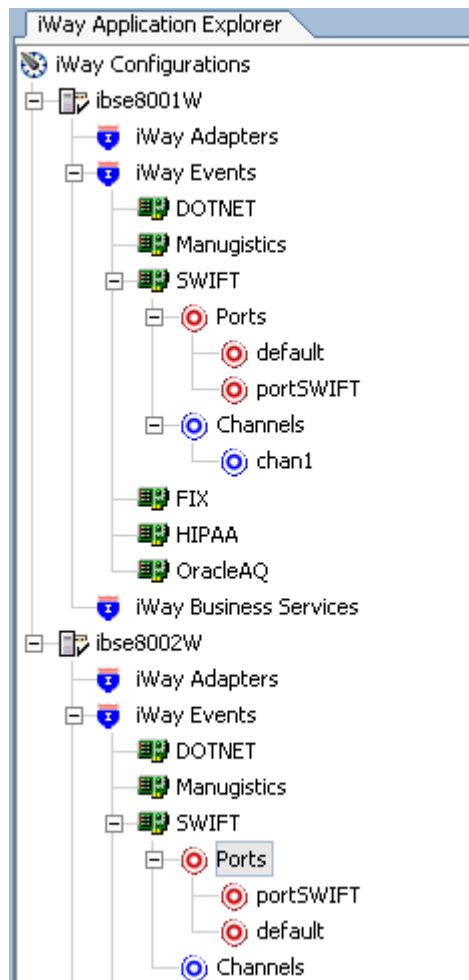 iWay Application Explorer
iWay Configurations
ibse8001W
iWay Adapters
iWay Events
DOTNET
Manugistics
SWIFT
Ports
default
portSWIFT
Channels
chan1
FIX
HIPAA
OracleAQ
iWay Business Services
ibse8002W
iWay Adapters
iWay Events
DOTNET
Manugistics
SWIFT
Ports
portSWIFT
default
Channels